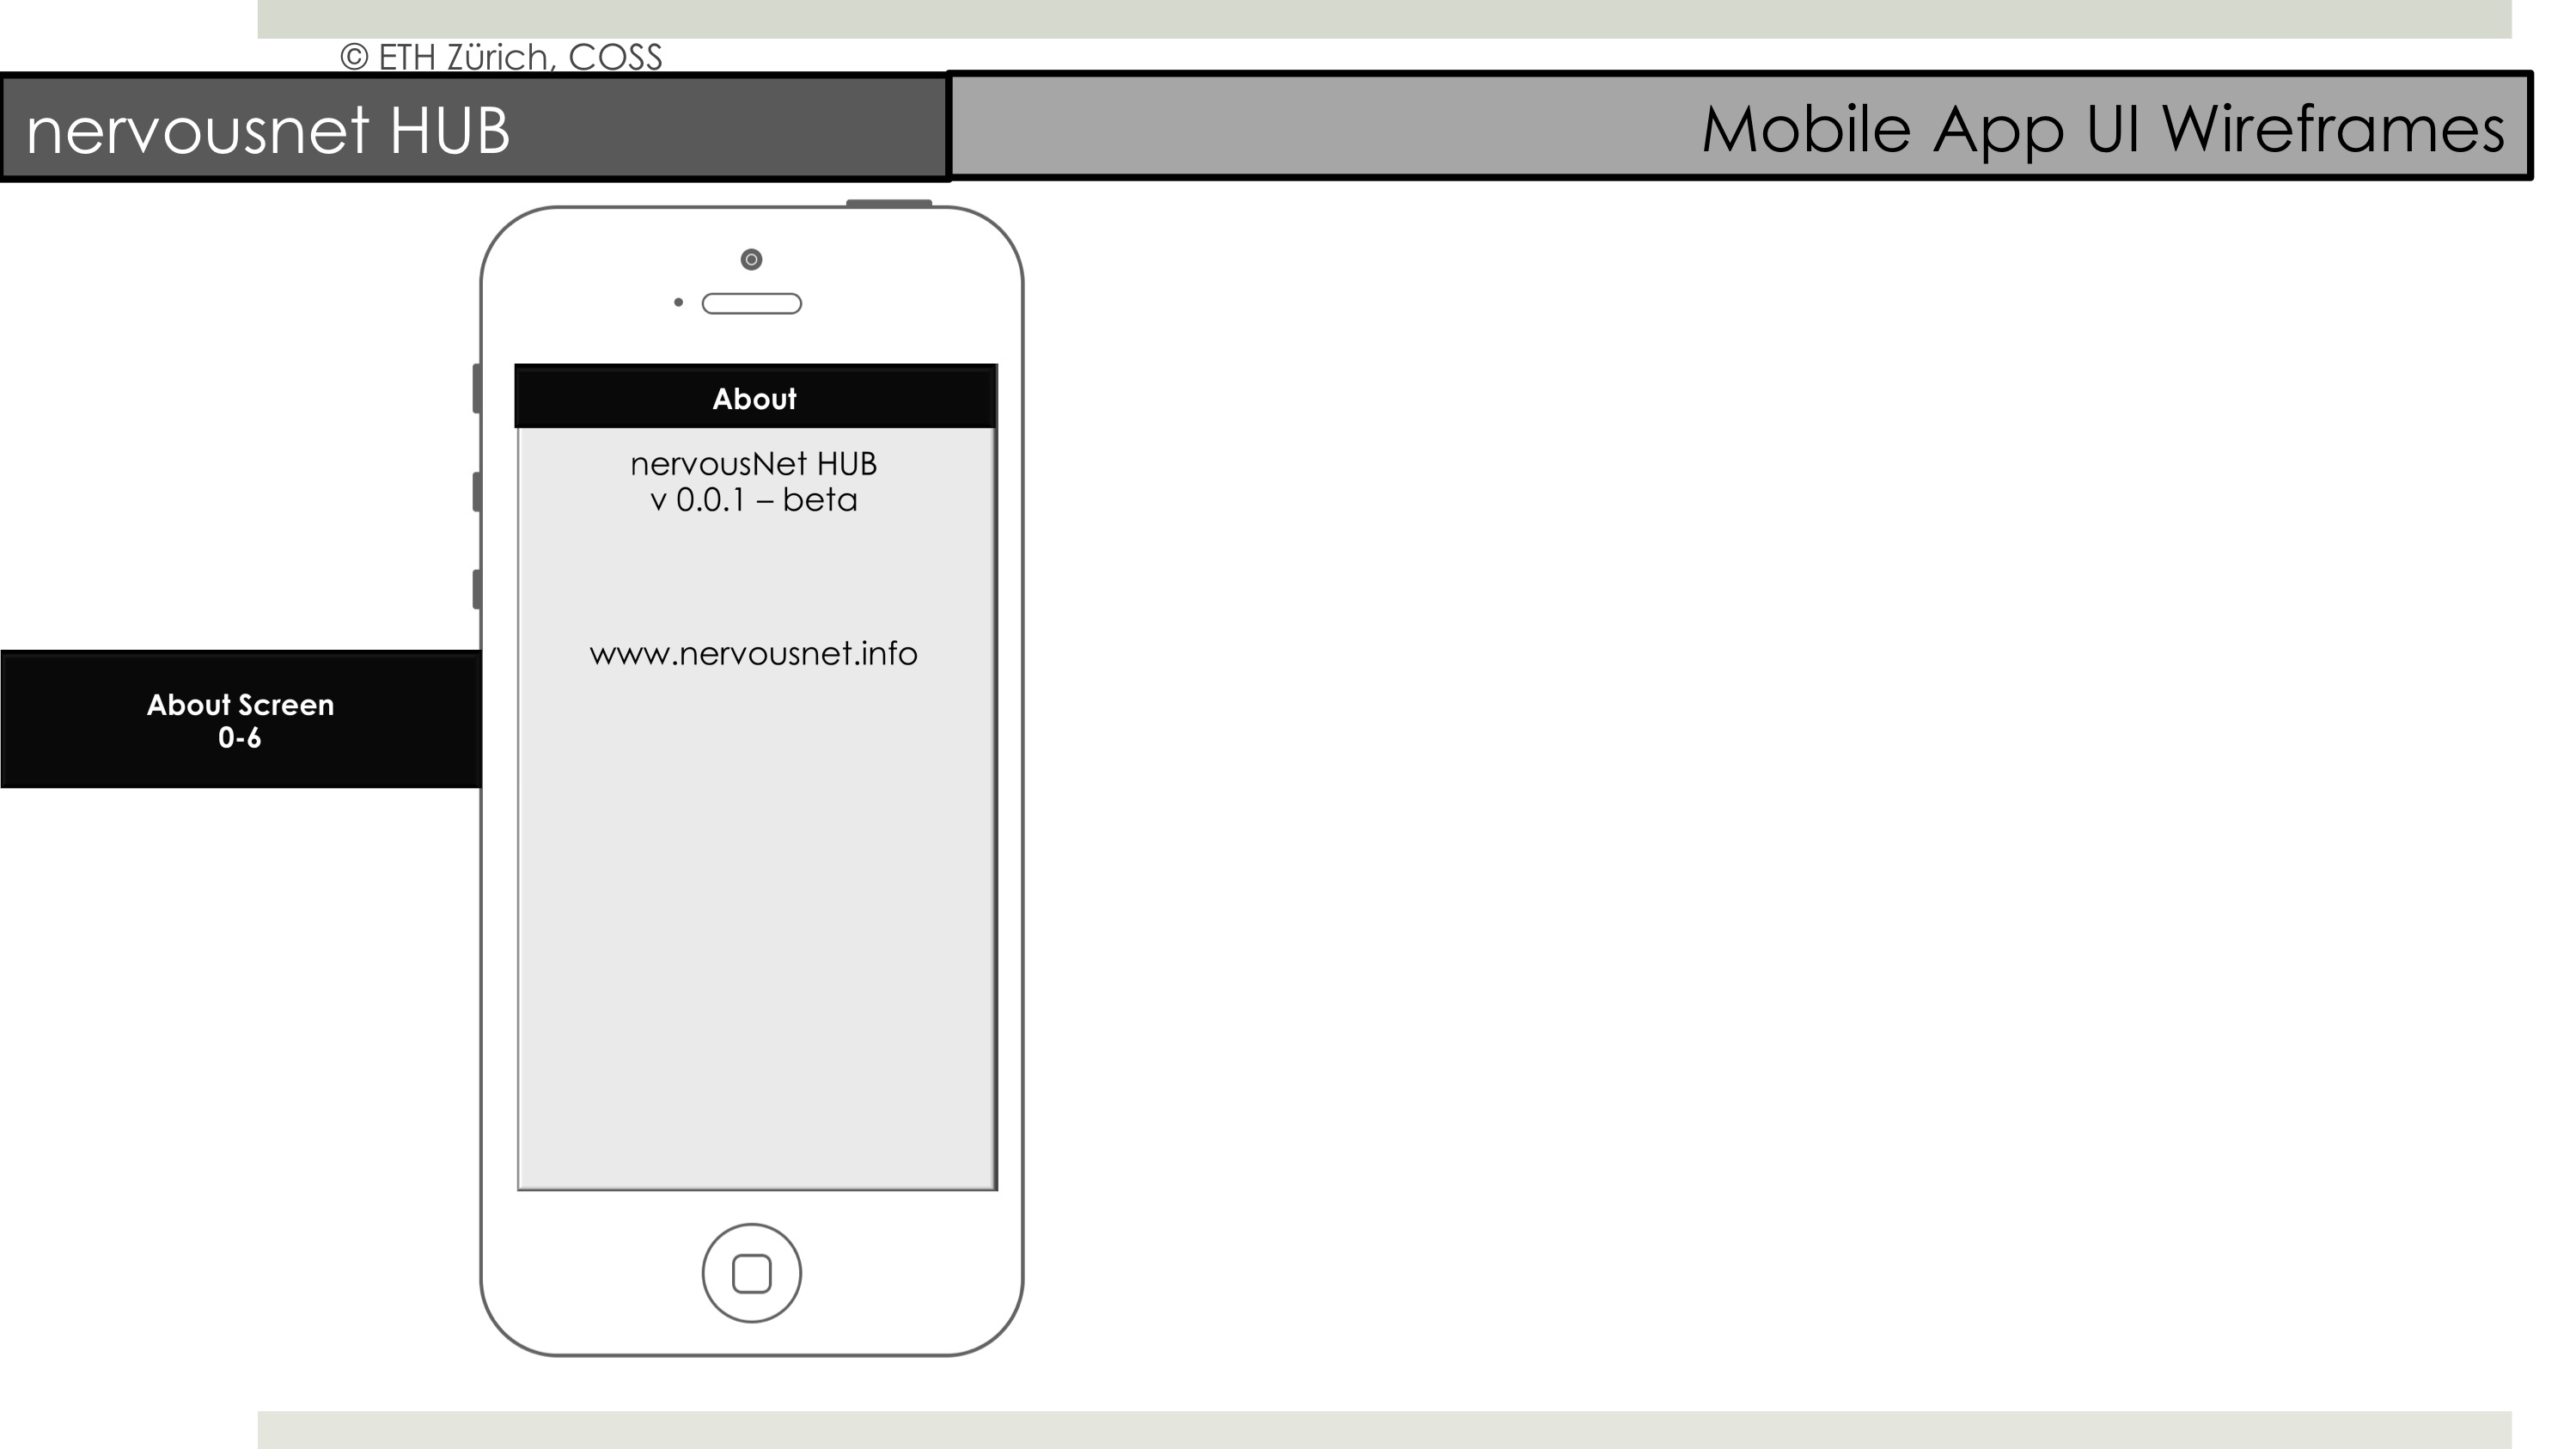 © ETH Zürich, COSS
nervousnet HUB
Mobile App UI Wireframes
About
nervousNet HUB
v 0.0.1 – beta
www.nervousnet.info
About Screen
0-6